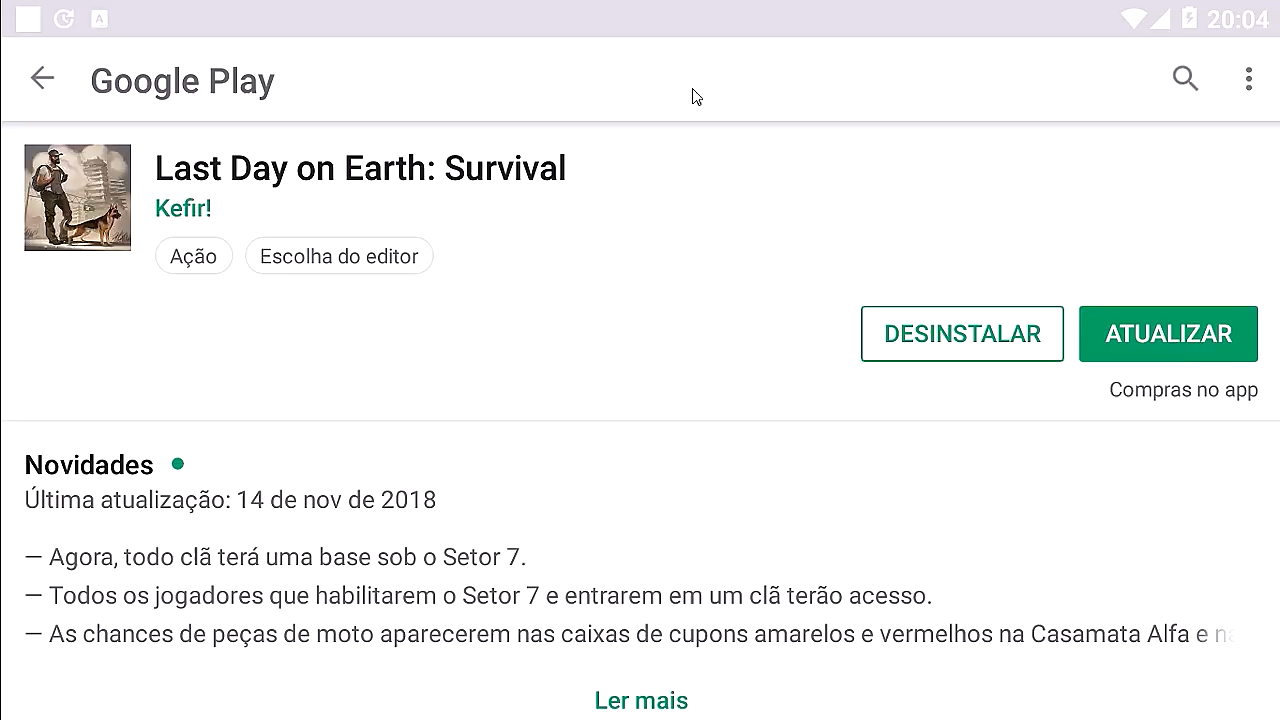 A
20:04
Google Play
Last Day on Earth: Survival
Kefir!
Ação
Escolha do editor
DESINSTALAR
ATUALIZAR
Compras no app
Novidades
Última atualização: 14 de nov de 2018
— Agora, todo clã terá uma base sob o Setor 7.
— Todos os jogadores que habilitarem o Setor 7 e entrarem em um clã terão acesso.
— As chances de peças de moto aparecerem nas caixas de cupons amarelos e vermelhos na Casamata Alfa e
Ler mais